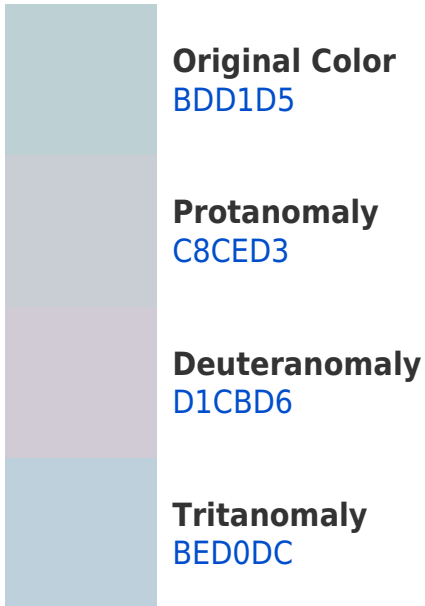 Original Color
BDD1D5
Protanomaly
C8CED3
Deuteranomaly
D1CBD6
Tritanomaly
BED0DC